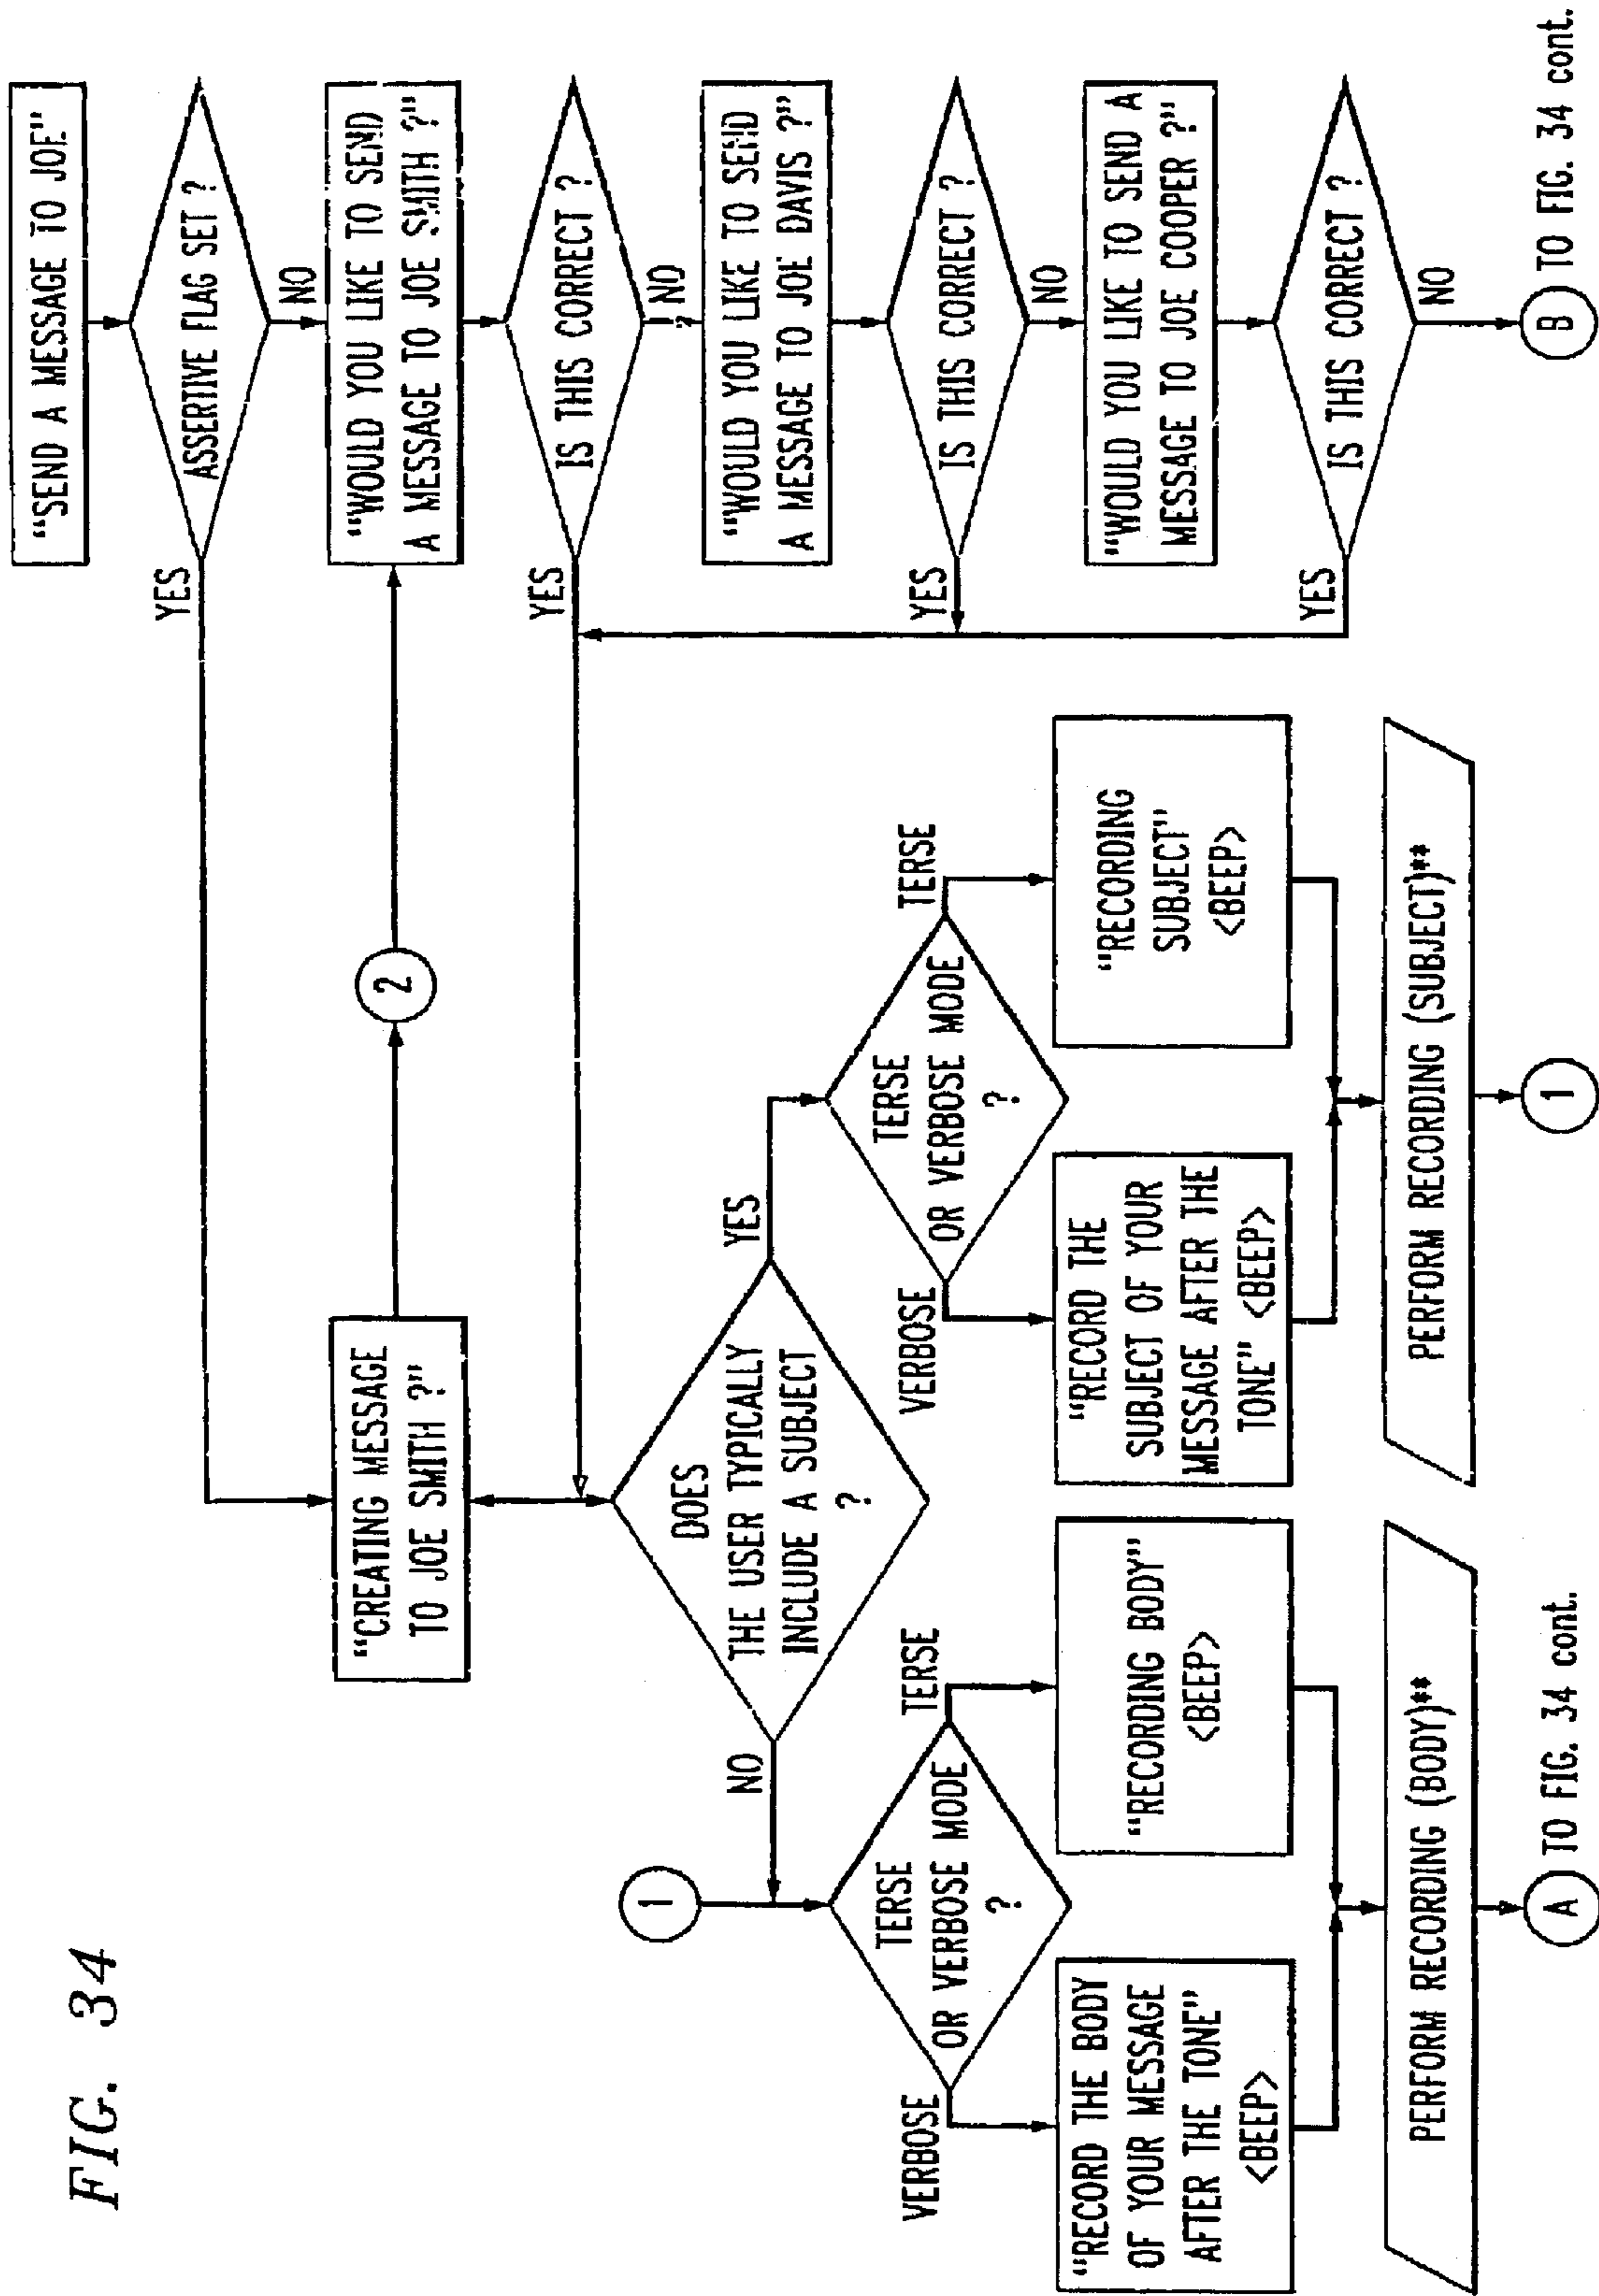 FIG. 34
"SEND A MESSAGE TO JOE"
ASSERTIVE FLAG SET ?
YES
NO
"CREATING MESSAGE
TO JOE SMITH ?"
2
"WOULD YOU LIKE TO SEND
A MESSAGE TO JOE SMITH ?"
IS THIS CORRECT ?
YES
NO
"WOULD YOU LIKE TO SEND
A MESSAGE TO JOE DAVIS ?"
IS THIS CORRECT ?
YES
NO
"WOULD YOU LIKE TO SEND A
MESSAGE TO JOE COOPER ?"
IS THIS CORRECT ?
YES
NO
B TO FIG. 34 cont.
DOES
THE USER TYPICALLY
INCLUDE A SUBJECT
?
NO
YES
1
TERSE
OR VERBOSE MODE
?
VERBOSE
TERSE
"RECORD THE BODY
OF YOUR MESSAGE
AFTER THE TONE"
<BEEP>
"RECORDING BODY"
<BEEP>
PERFORM RECORDING (BODY)**
A TO FIG. 34 cont.
TERSE
OR VERBOSE MODE
?
VERBOSE
TERSE
"RECORD THE
SUBJECT OF YOUR
MESSAGE AFTER THE
TONE" <BEEP>
"RECORDING
SUBJECT"
<BEEP>
PERFORM RECORDING (SUBJECT)**
1